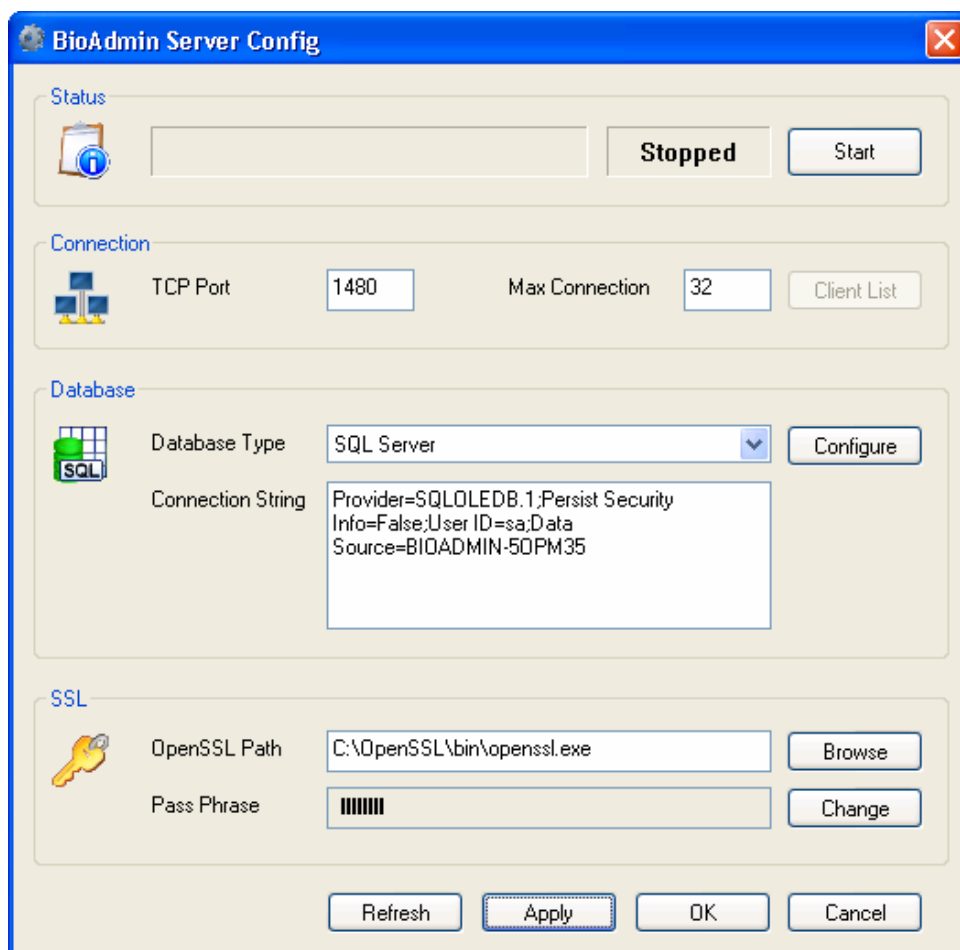 BioAdmin Server Config
Status
Stopped
Start
Connection
TCP Port
1480
Max Connection
32
Client List
Database
SQL
Database Type
SQL Server
Configure
Connection String
Provider=SQLOLEDB.1;Persist Security
Info=False;User ID=sa;Data
Source=BIOADMIN-5OPM35
SSL
OpenSSL Path
C:\OpenSSL\bin\openssl.exe
Browse
Pass Phrase
Change
Refresh
Apply
OK
Cancel